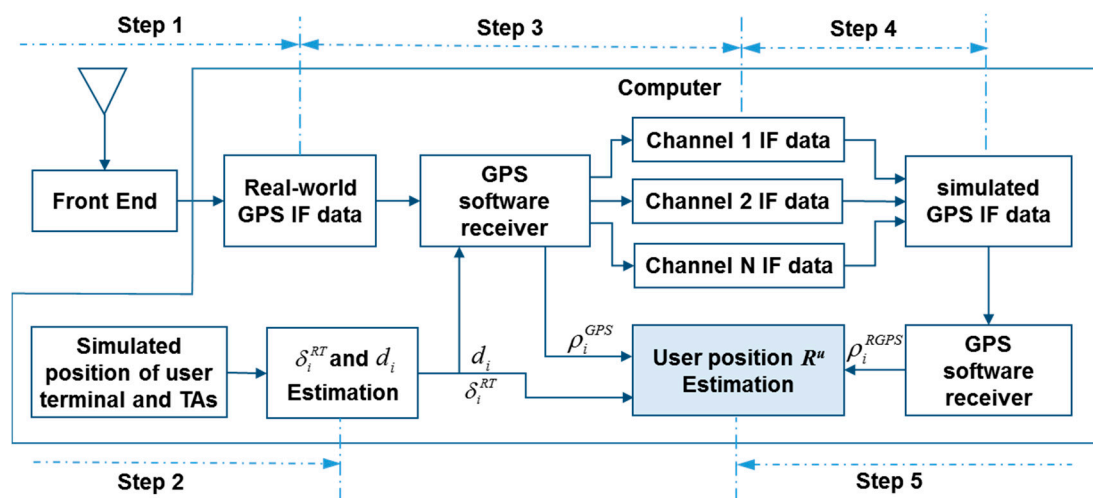 Step 1
Step 3
Step 4
Computer
Front End
Real-world
GPS IF data
GPS
software
receiver
Channel 1 IF data
Channel 2 IF data
Channel N IF data
simulated
GPS IF data
Simulated
position of user
terminal and TAs
δ_i^{RT} and d_i
Estimation
d_i
δ_i^{RT}
ρ_i^{GPS}
User position R^u
Estimation
ρ_i^{RGPS}
GPS
software
receiver
Step 2
Step 5